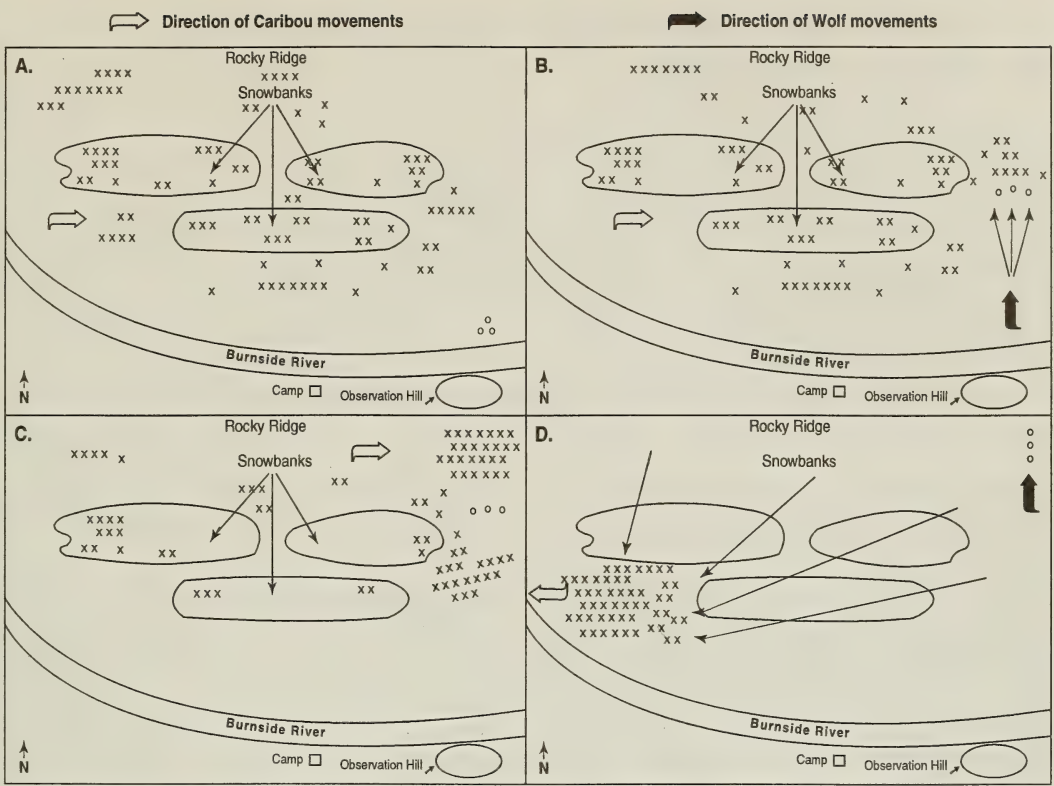 Direction of Caribou movements
Direction of Wolf movements
A.
Rocky Ridge
Snowbanks
Burnside River
N
Camp
Observation Hill
B.
Rocky Ridge
Snowbanks
Burnside River
N
Camp
Observation Hill
C.
Rocky Ridge
Snowbanks
Burnside River
N
Camp
Observation Hill
D.
Rocky Ridge
Snowbanks
Burnside River
N
Camp
Observation Hill